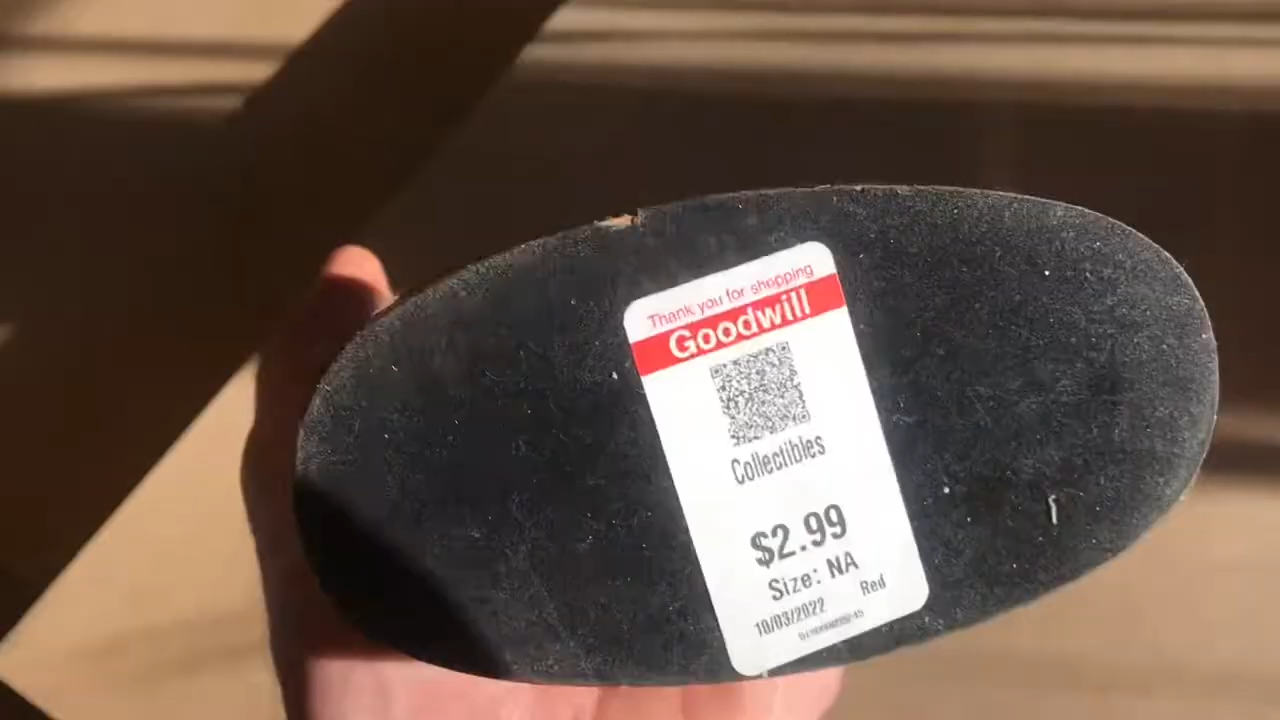 Thank you for shopping
Goodwill
Collectibles
$2.99
Size: NA
10/03/2022 Red